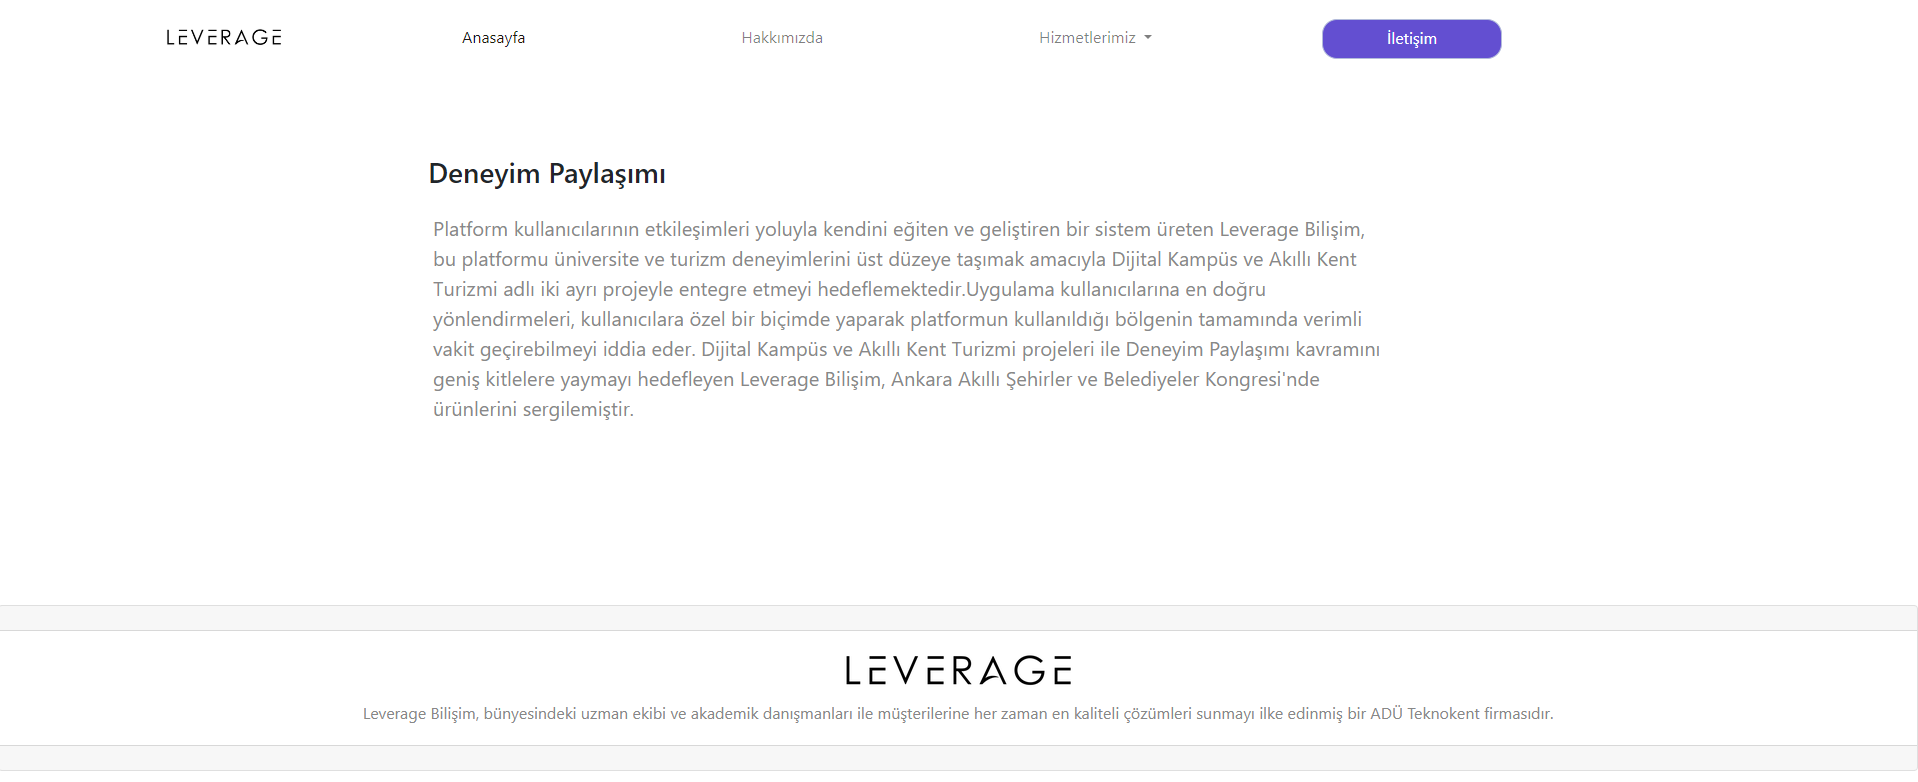 LEVERAGE
Anasayfa
Hakkımızda
Hizmetlerimiz
İletişim
Deneyim Paylaşımı
Platform kullanıcılarının etkileşimleri yoluyla kendini eğiten ve geliştiren bir sistem üreten Leverage Bilişim,
bu platformu üniversite ve turizm deneyimlerini üst düzeye taşımak amacıyla Dijital Kampüs ve Akıllı Kent
Turizmi adlı iki ayrı projeyle entegre etmeyi hedeflemektedir.Uygulama kullanıcılarına en doğru
yönlendirmeleri, kullanıcılara özel bir biçimde yaparak platformun kullanıldığı bölgenin tamamında verimli
vakit geçirebilmeyi iddia eder. Dijital Kampüs ve Akıllı Kent Turizmi projeleri ile Deneyim Paylaşımı kavramını
geniş kitlelere yaymayı hedefleyen Leverage Bilişim, Ankara Akıllı Şehirler ve Belediyeler Kongresi'nde
ürünlerini sergilemiştir.
LEVERAGE
Leverage Bilişim, bünyesindeki uzman ekibi ve akademik danışmanları ile müşterilerine her zaman en kaliteli çözümleri sunmayı ilke edinmiş bir ADÜ Teknokent firmasıdır.